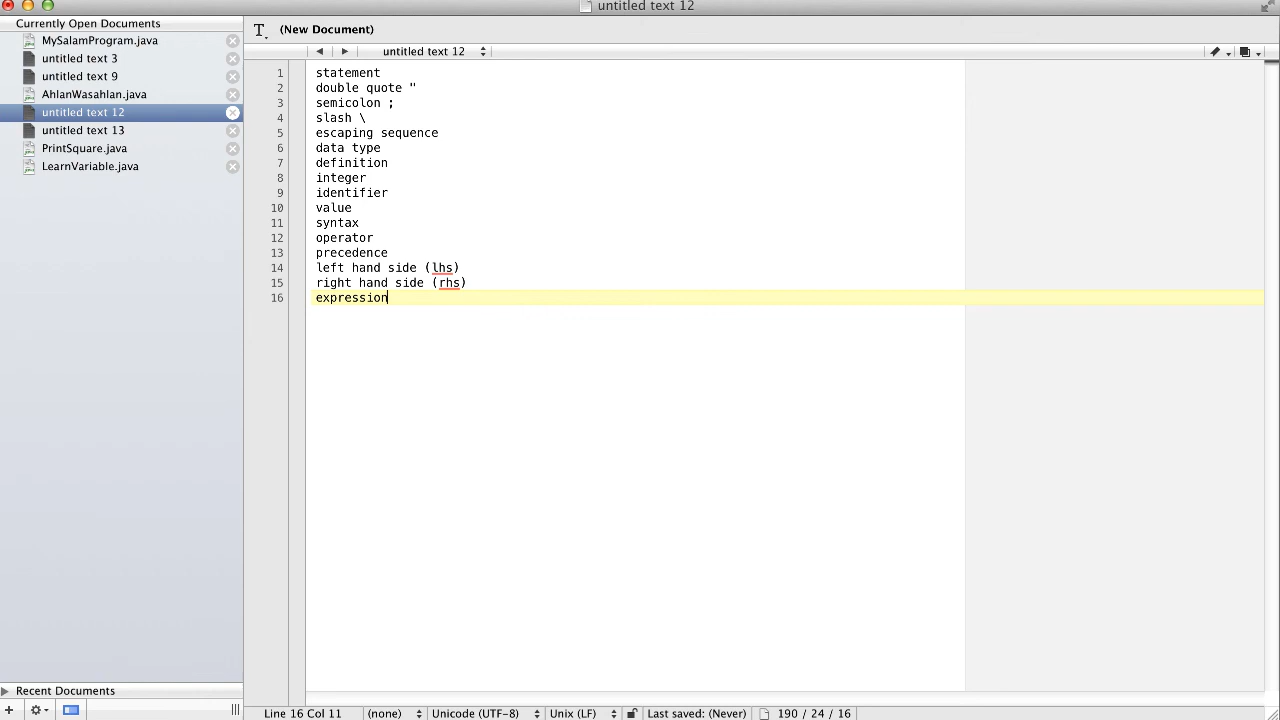 untitled text 12
Currently Open Documents
MySalamProgram.java
untitled text 3
untitled text 9
AhlanWasahlan.java
untitled text 12
untitled text 13
PrintSquare.java
LearnVariable.java
Recent Documents
T (New Document)
untitled text 12
1 statement
2 double quote "
3 semicolon ;
4 slash \
5 escaping sequence
6 data type
7 definition
8 integer
9 identifier
10 value
11 syntax
12 operator
13 precedence
14 left hand side (lhs)
15 right hand side (rhs)
16 expression
Line 16 Col 11 (none) Unicode (UTF-8) Unix (LF) Last saved: (Never) 190 / 24 / 16